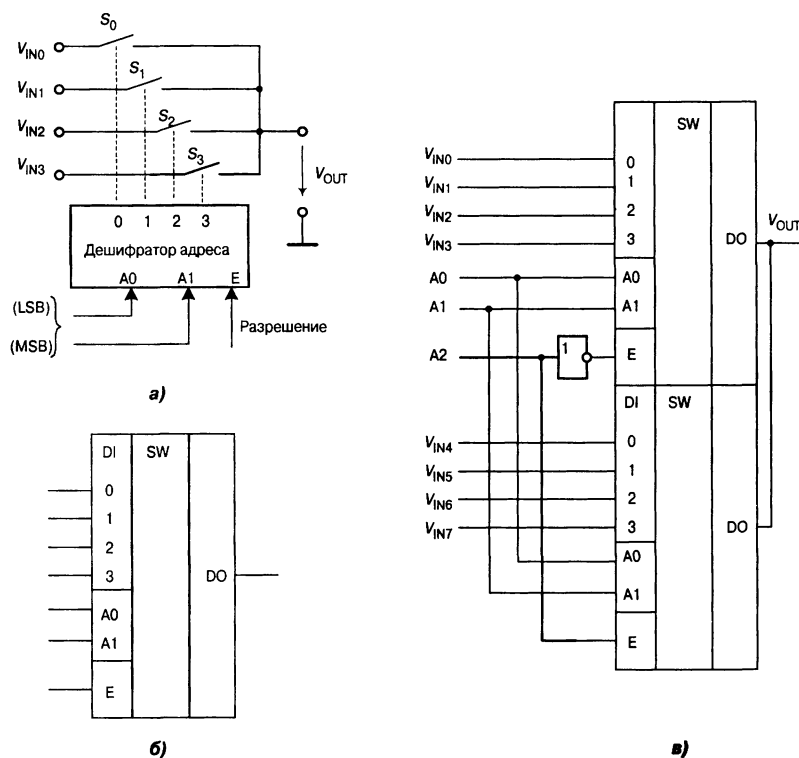 S0
VIN0
S1
VIN1
S2
VIN2
S3
VIN3
VOUT
0 1 2 3
Дешифратор адреса
A0 A1 E
(LSB)
(MSB)
Разрешение
а)
DI SW
0
1
2
3
DO
A0
A1
E
б)
SW
VIN0 0
VIN1 1
VIN2 2
VIN3 3
DO VOUT
A0 A0
A1 A1
A2 1 E
DI SW
VIN4 0
VIN5 1
VIN6 2
VIN7 3
DO
A0
A1
E
в)